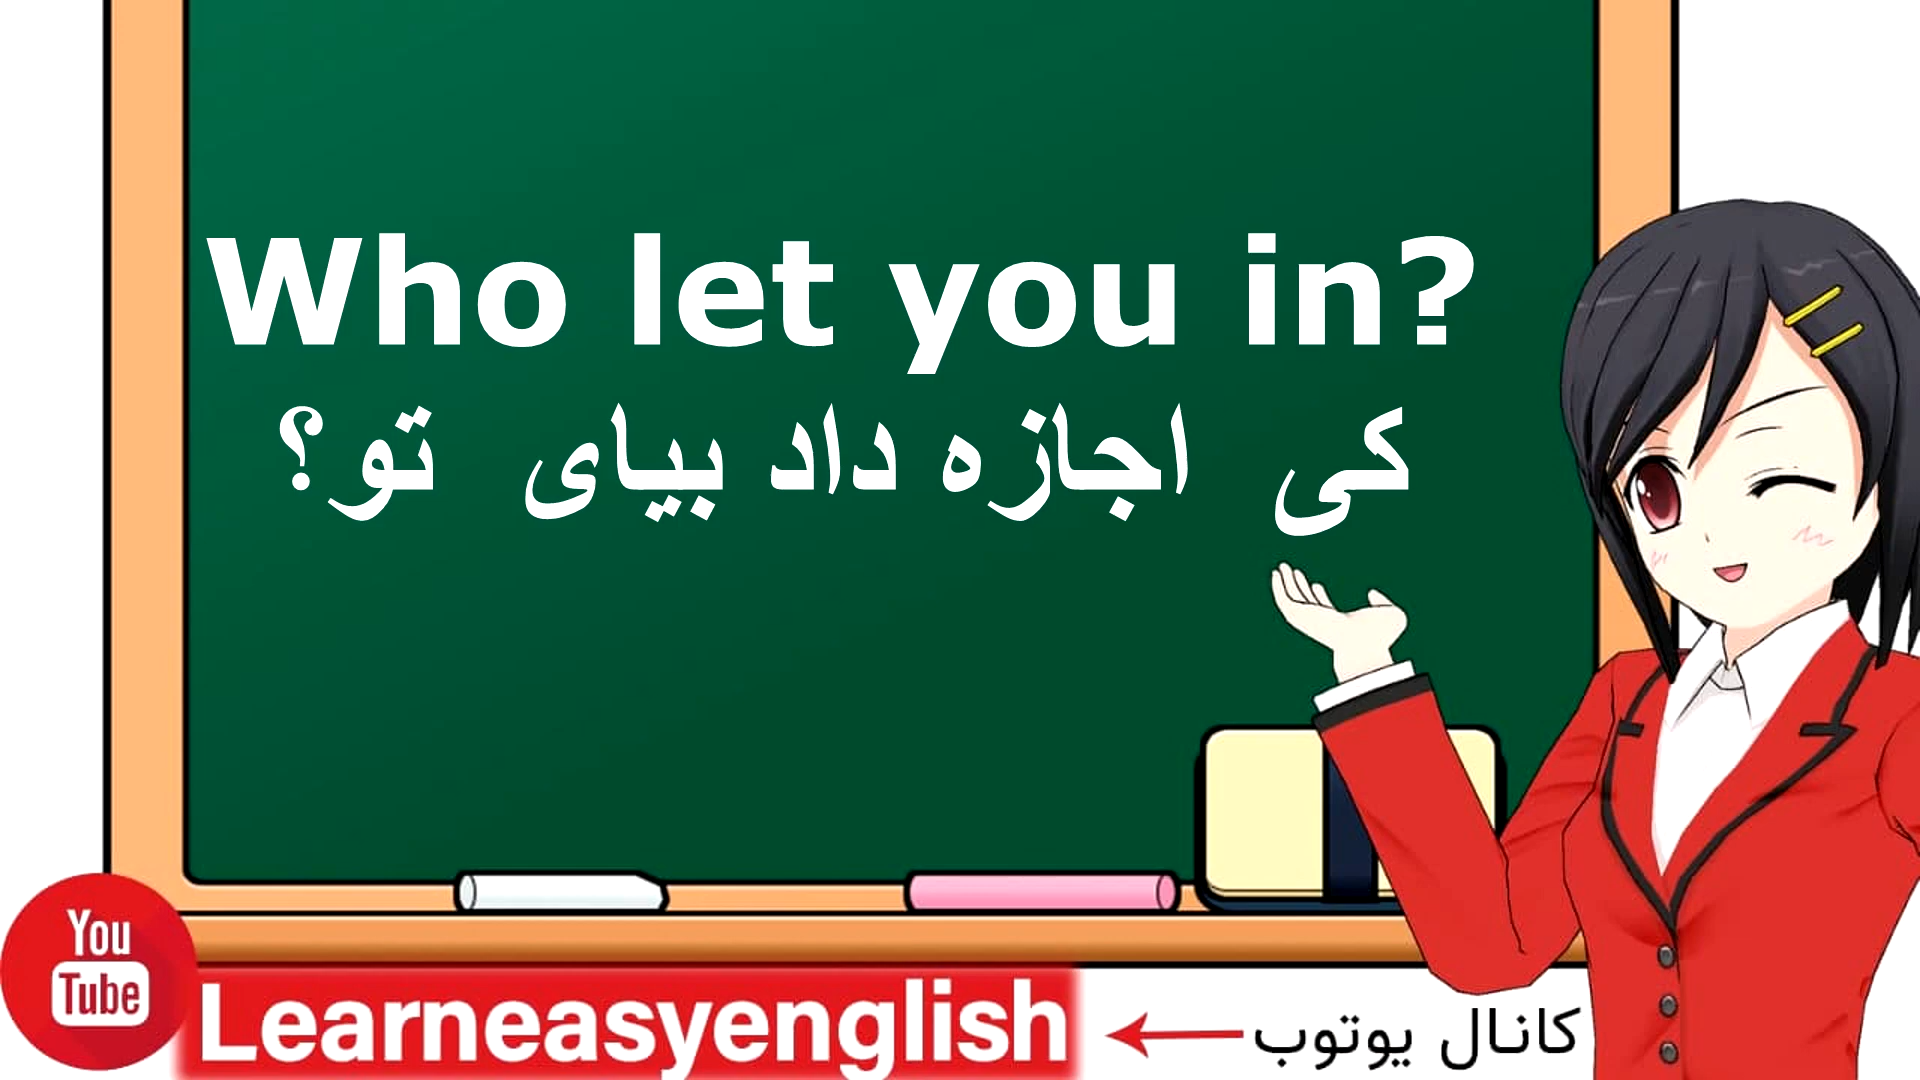 Who let you in?
کی اجازه داد بیای تو؟
You
Tube
Learneasyenglish
کانال یوتوب